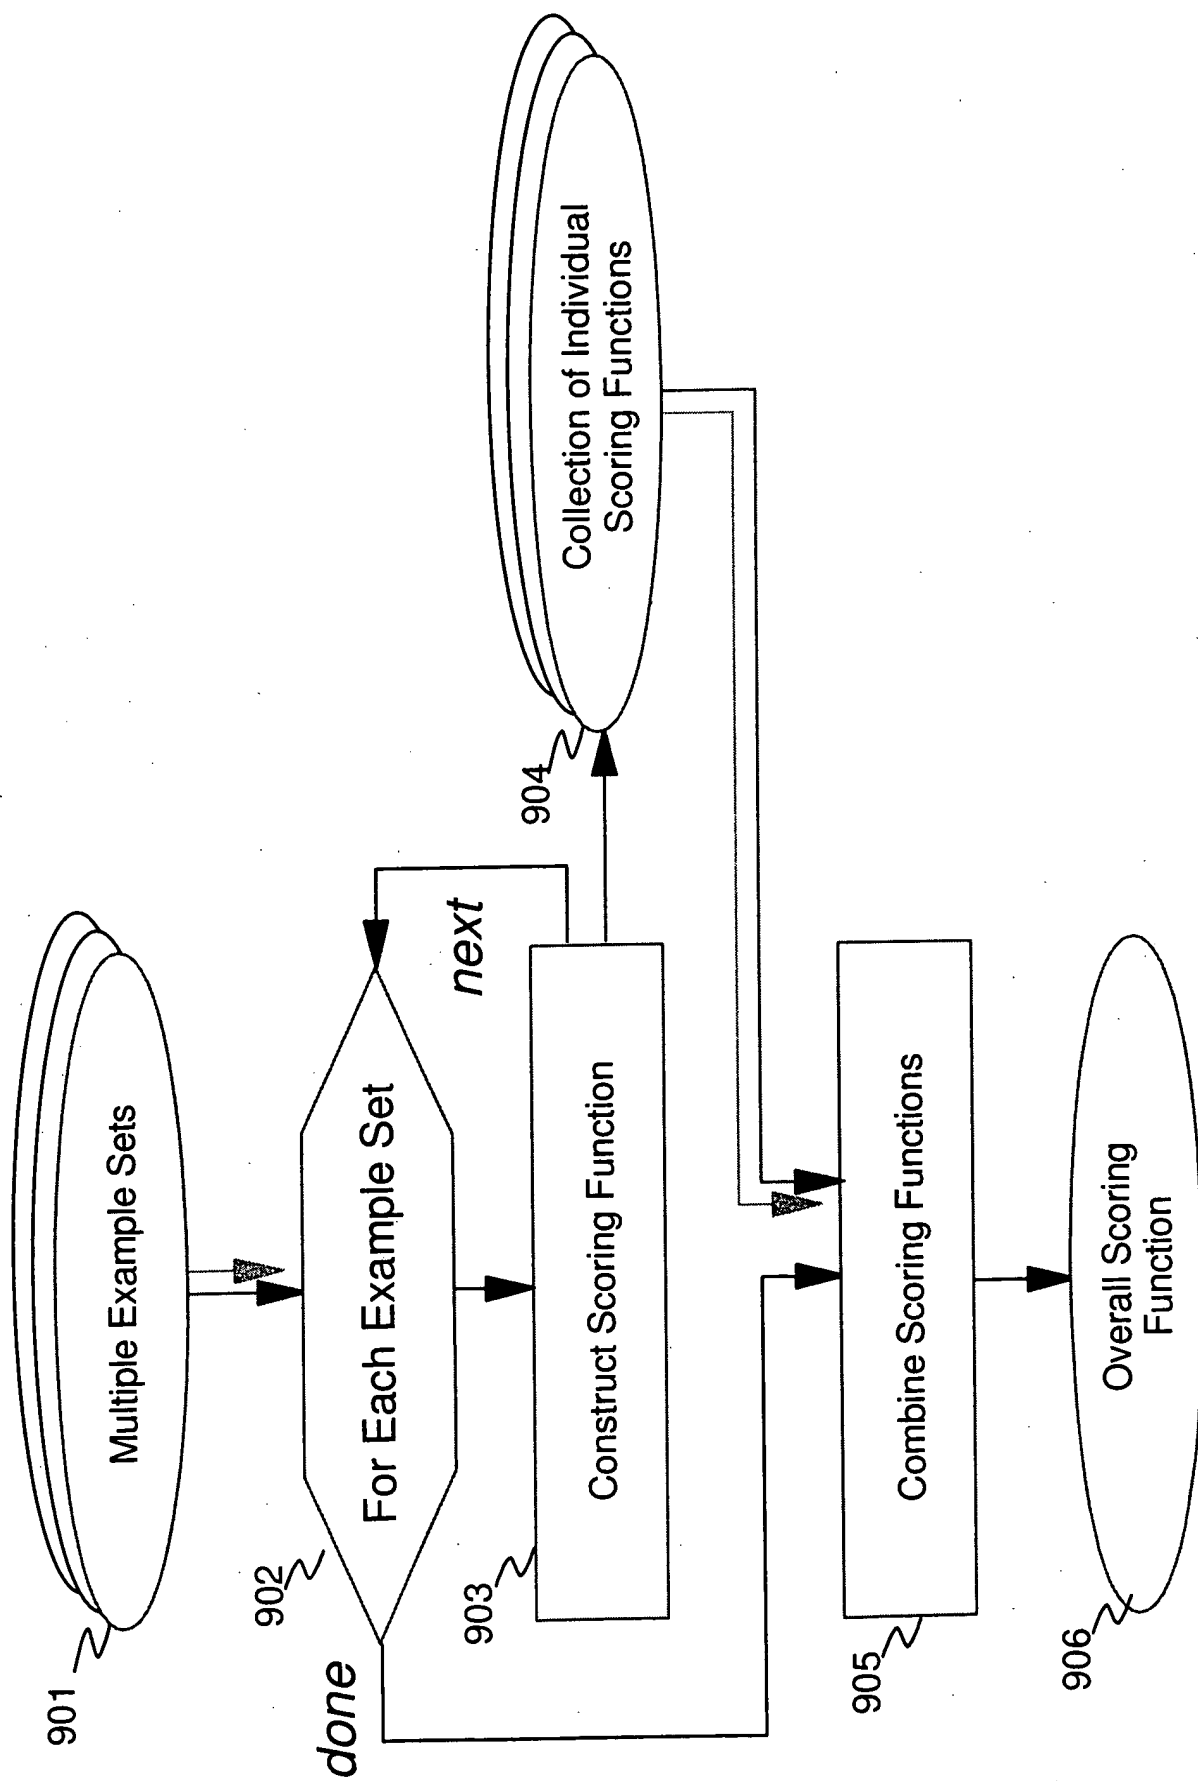 901
Multiple Example Sets
902
For Each Example Set
done
next
903
Construct Scoring Function
904
Collection of Individual
Scoring Functions
905
Combine Scoring Functions
906
Overall Scoring
Function